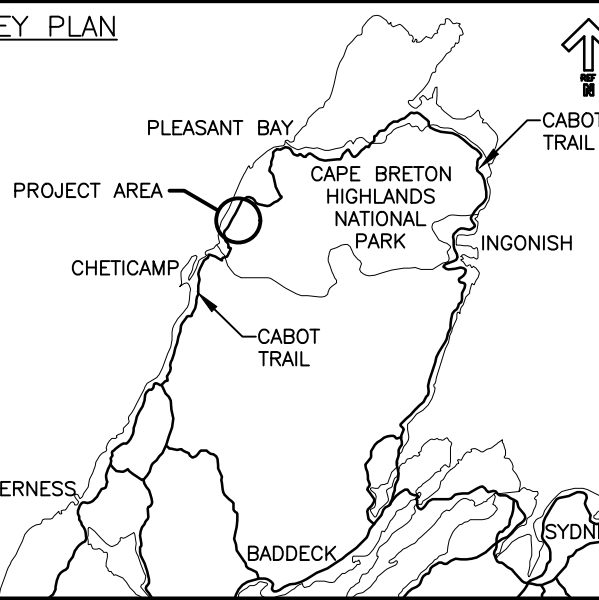 EY PLAN
REF
N
CABOT
TRAIL
PLEASANT BAY
CAPE BRETON
HIGHLANDS
NATIONAL
PARK
PROJECT AREA
INGONISH
CHETICAMP
CABOT
TRAIL
ERNESS
SYDN
BADDECK